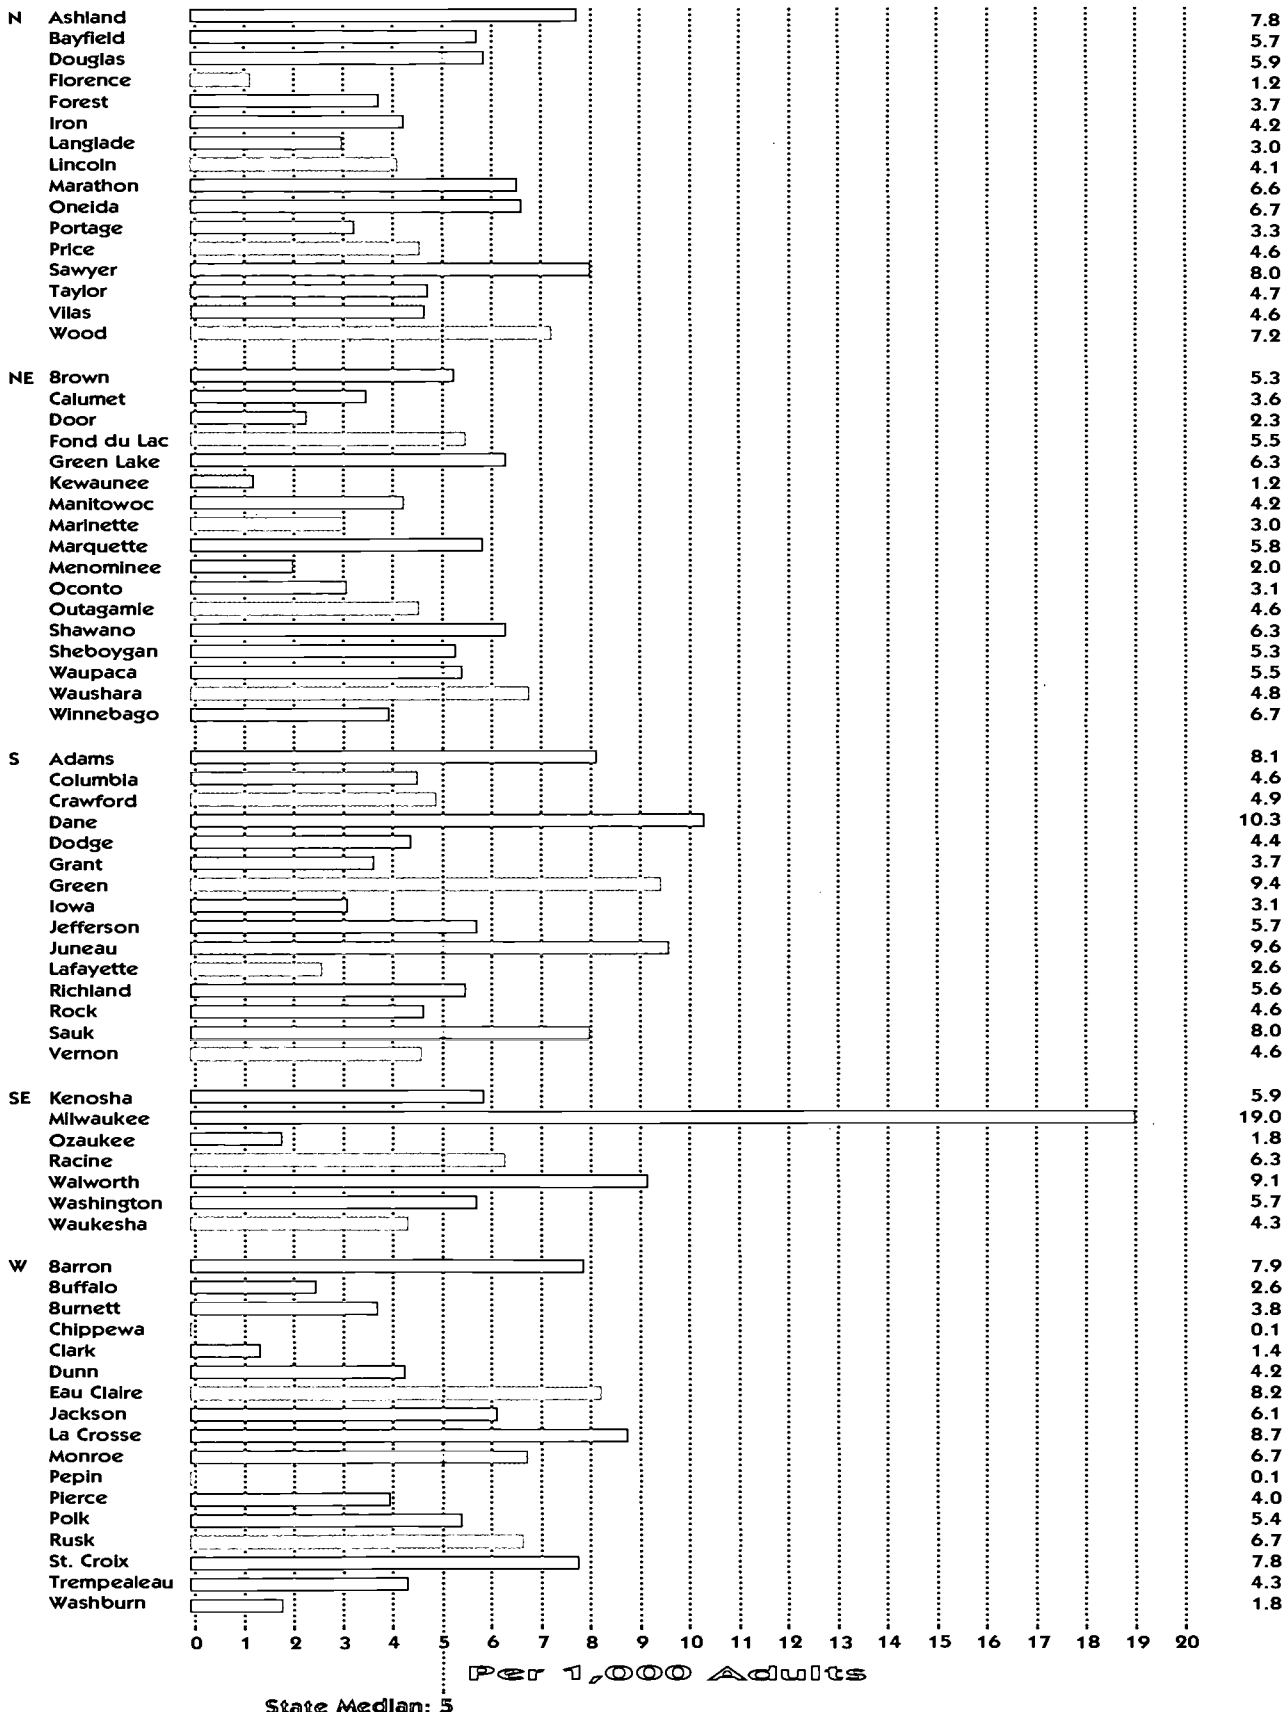 N Ashland 7.8
Bayfield 5.7
Douglas 5.9
Florence 1.2
Forest 3.7
Iron 4.2
Langlade 3.0
Lincoln 4.1
Marathon 6.6
Oneida 6.7
Portage 3.3
Price 4.6
Sawyer 8.0
Taylor 4.7
Vilas 4.6
Wood 7.2
NE Brown 5.3
Calumet 3.6
Door 2.3
Fond du Lac 5.5
Green Lake 6.3
Kewaunee 1.2
Manitowoc 4.2
Marinette 3.0
Marquette 5.8
Menominee 2.0
Oconto 3.1
Outagamie 4.6
Shawano 6.3
Sheboygan 5.3
Waupaca 5.5
Waushara 4.8
Winnebago 6.7
S Adams 8.1
Columbia 4.6
Crawford 4.9
Dane 10.3
Dodge 4.4
Grant 3.7
Green 9.4
Iowa 3.1
Jefferson 5.7
Juneau 9.6
Lafayette 2.6
Richland 5.6
Rock 4.6
Sauk 8.0
Vernon 4.6
SE Kenosha 5.9
Milwaukee 19.0
Ozaukee 1.8
Racine 6.3
Walworth 9.1
Washington 5.7
Waukesha 4.3
W Barron 7.9
Buffalo 2.6
Burnett 3.8
Chippewa 0.1
Clark 1.4
Dunn 4.2
Eau Claire 8.2
Jackson 6.1
La Crosse 8.7
Monroe 6.7
Pepin 0.1
Pierce 4.0
Polk 5.4
Rusk 6.7
St. Croix 7.8
Trempealeau 4.3
Washburn 1.8
0 1 2 3 4 5 6 7 8 9 10 11 12 13 14 15 16 17 18 19 20
Per 1,000 Adults
State Median: 5